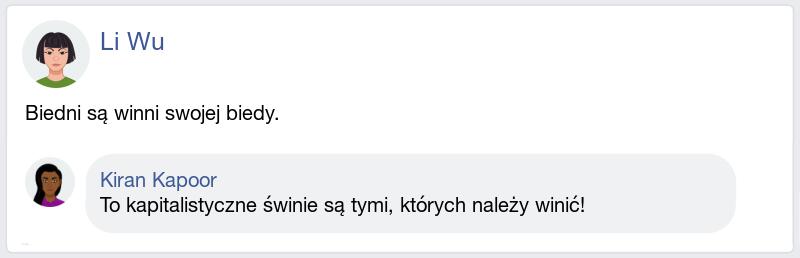 Li Wu
Biedni są winni swojej biedy.
Kiran Kapoor
To kapitalistyczne świnie są tymi, których należy winić!